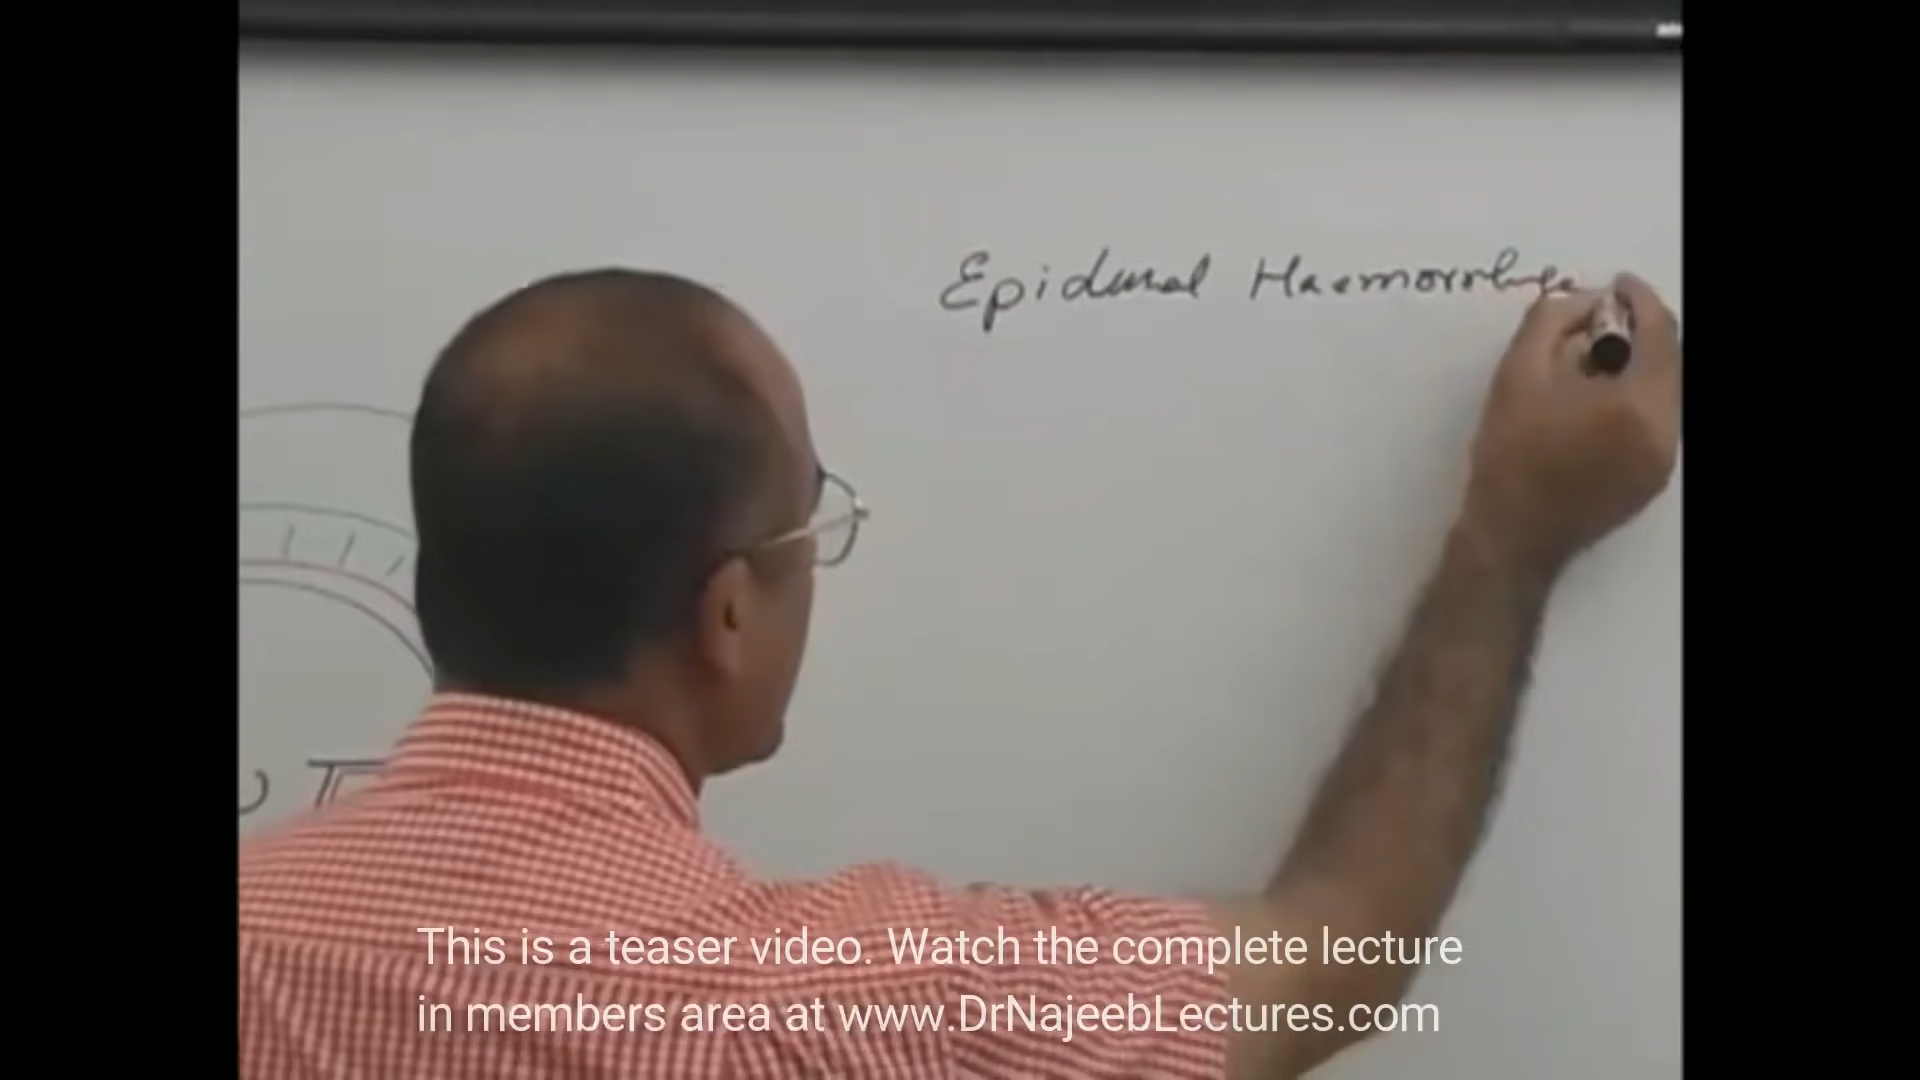 Epidural Haemorrhage
This is a teaser video. Watch the complete lecture
in members area at www.DrNajeebLectures.com